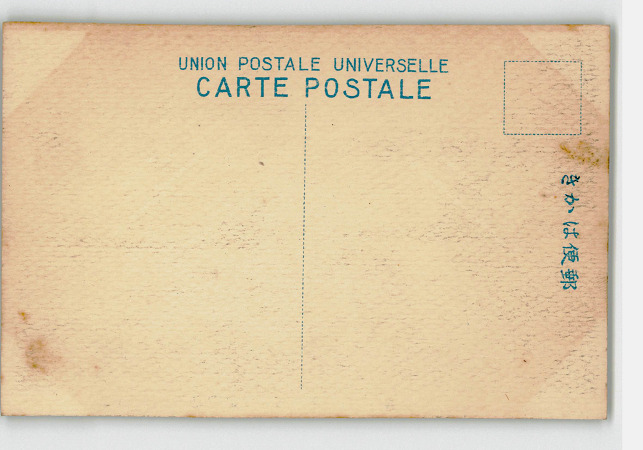 UNION POSTALE UNIVERSELLE
CARTE POSTALE
郵便はかき